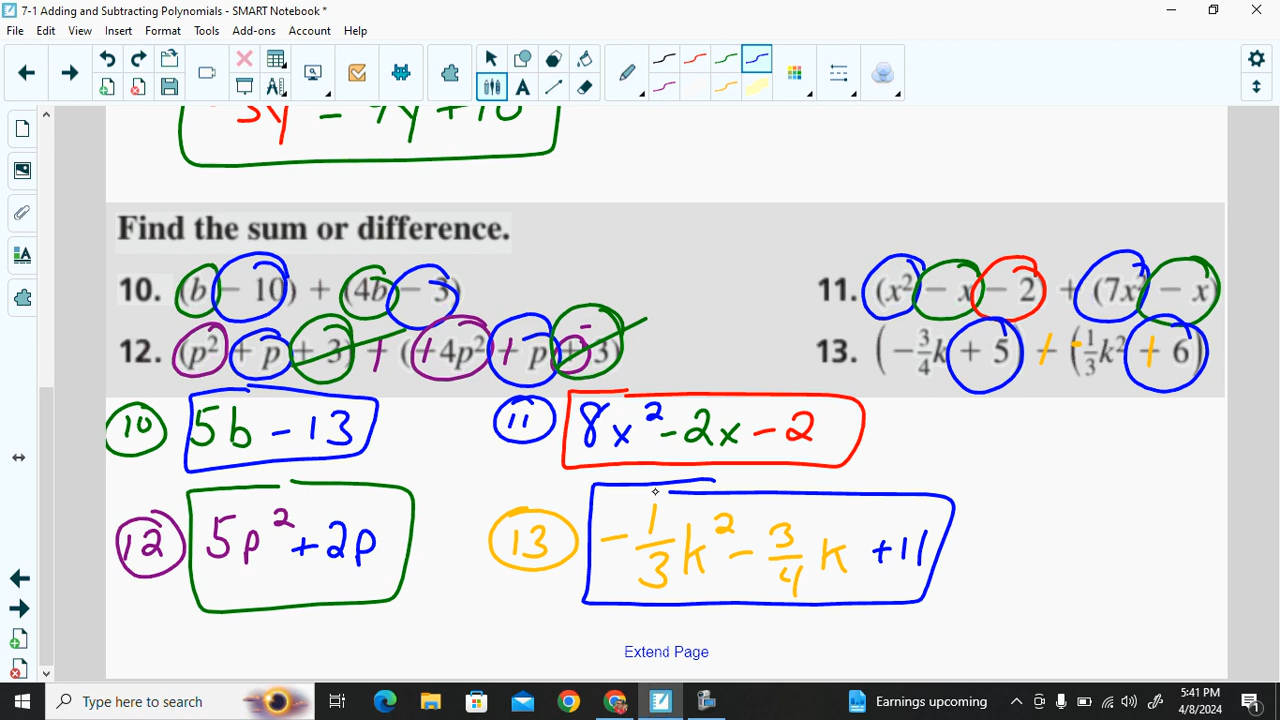 7-1 Adding and Subtracting Polynomials - SMART Notebook *
File Edit View Insert Format Tools Add-ons Account Help
3y - 4y + 10
Find the sum or difference.
10. (b - 10) + (4b - 3)
11. (x² - x - 2) + (7x² - x)
12. (p² + p + 3) + (+4p² + p - 3)
13. (-3/4k + 5) + (-1/3k² + 6)
10 5b - 13
11 8x² - 2x - 2
12 5p² + 2p
13 -1/3k² - 3/4k + 11
Extend Page
Type here to search
Earnings upcoming
5:41 PM
4/8/2024